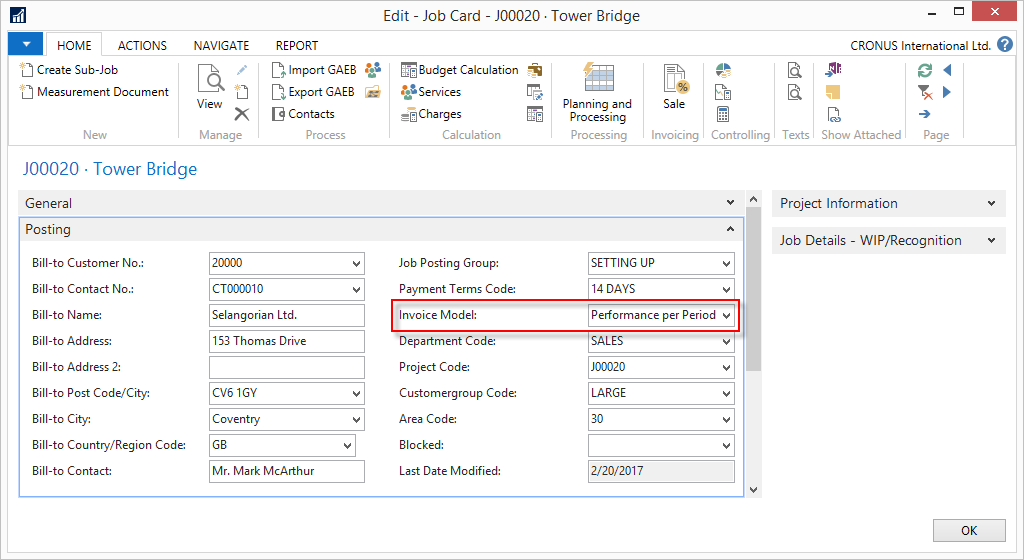 Edit - Job Card - J00020 · Tower Bridge
HOME ACTIONS NAVIGATE REPORT CRONUS International Ltd. ?
Create Sub-Job
Measurement Document
New
View
Manage
Import GAEB
Export GAEB
Contacts
Process
Budget Calculation
Services
Charges
Calculation
Planning and
Processing
Processing
Sale
Invoicing
Controlling
Texts
Show Attached
Page
J00020 · Tower Bridge
General
Posting
Bill-to Customer No.: 20000
Bill-to Contact No.: CT000010
Bill-to Name: Selangorian Ltd.
Bill-to Address: 153 Thomas Drive
Bill-to Address 2:
Bill-to Post Code/City: CV6 1GY
Bill-to City: Coventry
Bill-to Country/Region Code: GB
Bill-to Contact: Mr. Mark McArthur
Job Posting Group: SETTING UP
Payment Terms Code: 14 DAYS
Invoice Model: Performance per Period
Department Code: SALES
Project Code: J00020
Customergroup Code: LARGE
Area Code: 30
Blocked:
Last Date Modified: 2/20/2017
Project Information
Job Details - WIP/Recognition
OK